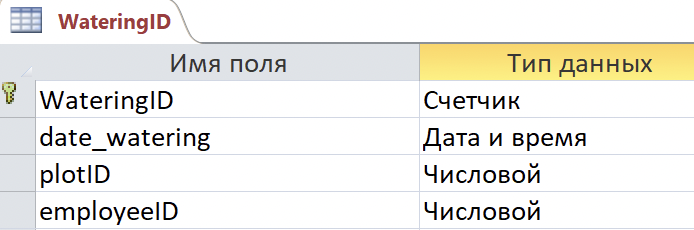 WateringID
Имя поля Тип данных
WateringID Счетчик
date_watering Дата и время
plotID Числовой
employeeID Числовой